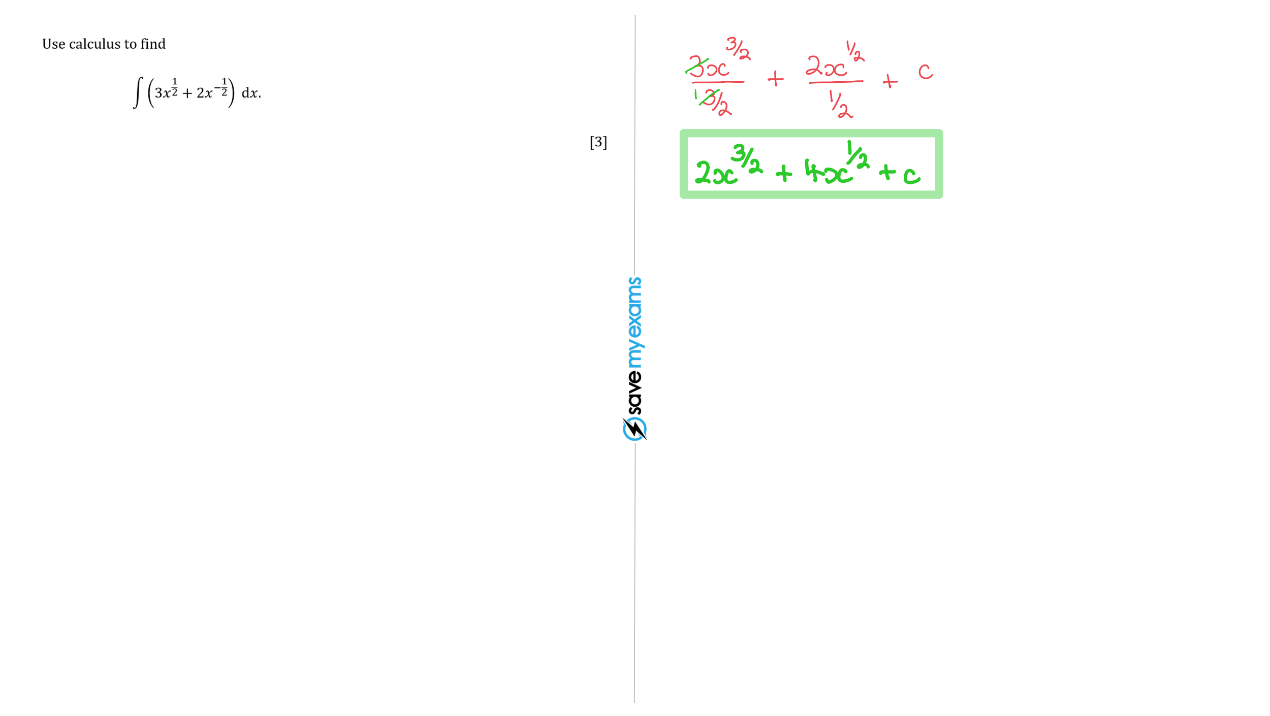 Use calculus to find
∫(3x^{1/2} + 2x^{-1/2}) dx.
[3]
3x^{3/2} / 1 3/2 + 2x^{1/2} / 1/2 + c
2x^{3/2} + 4x^{1/2} + c
save my exams